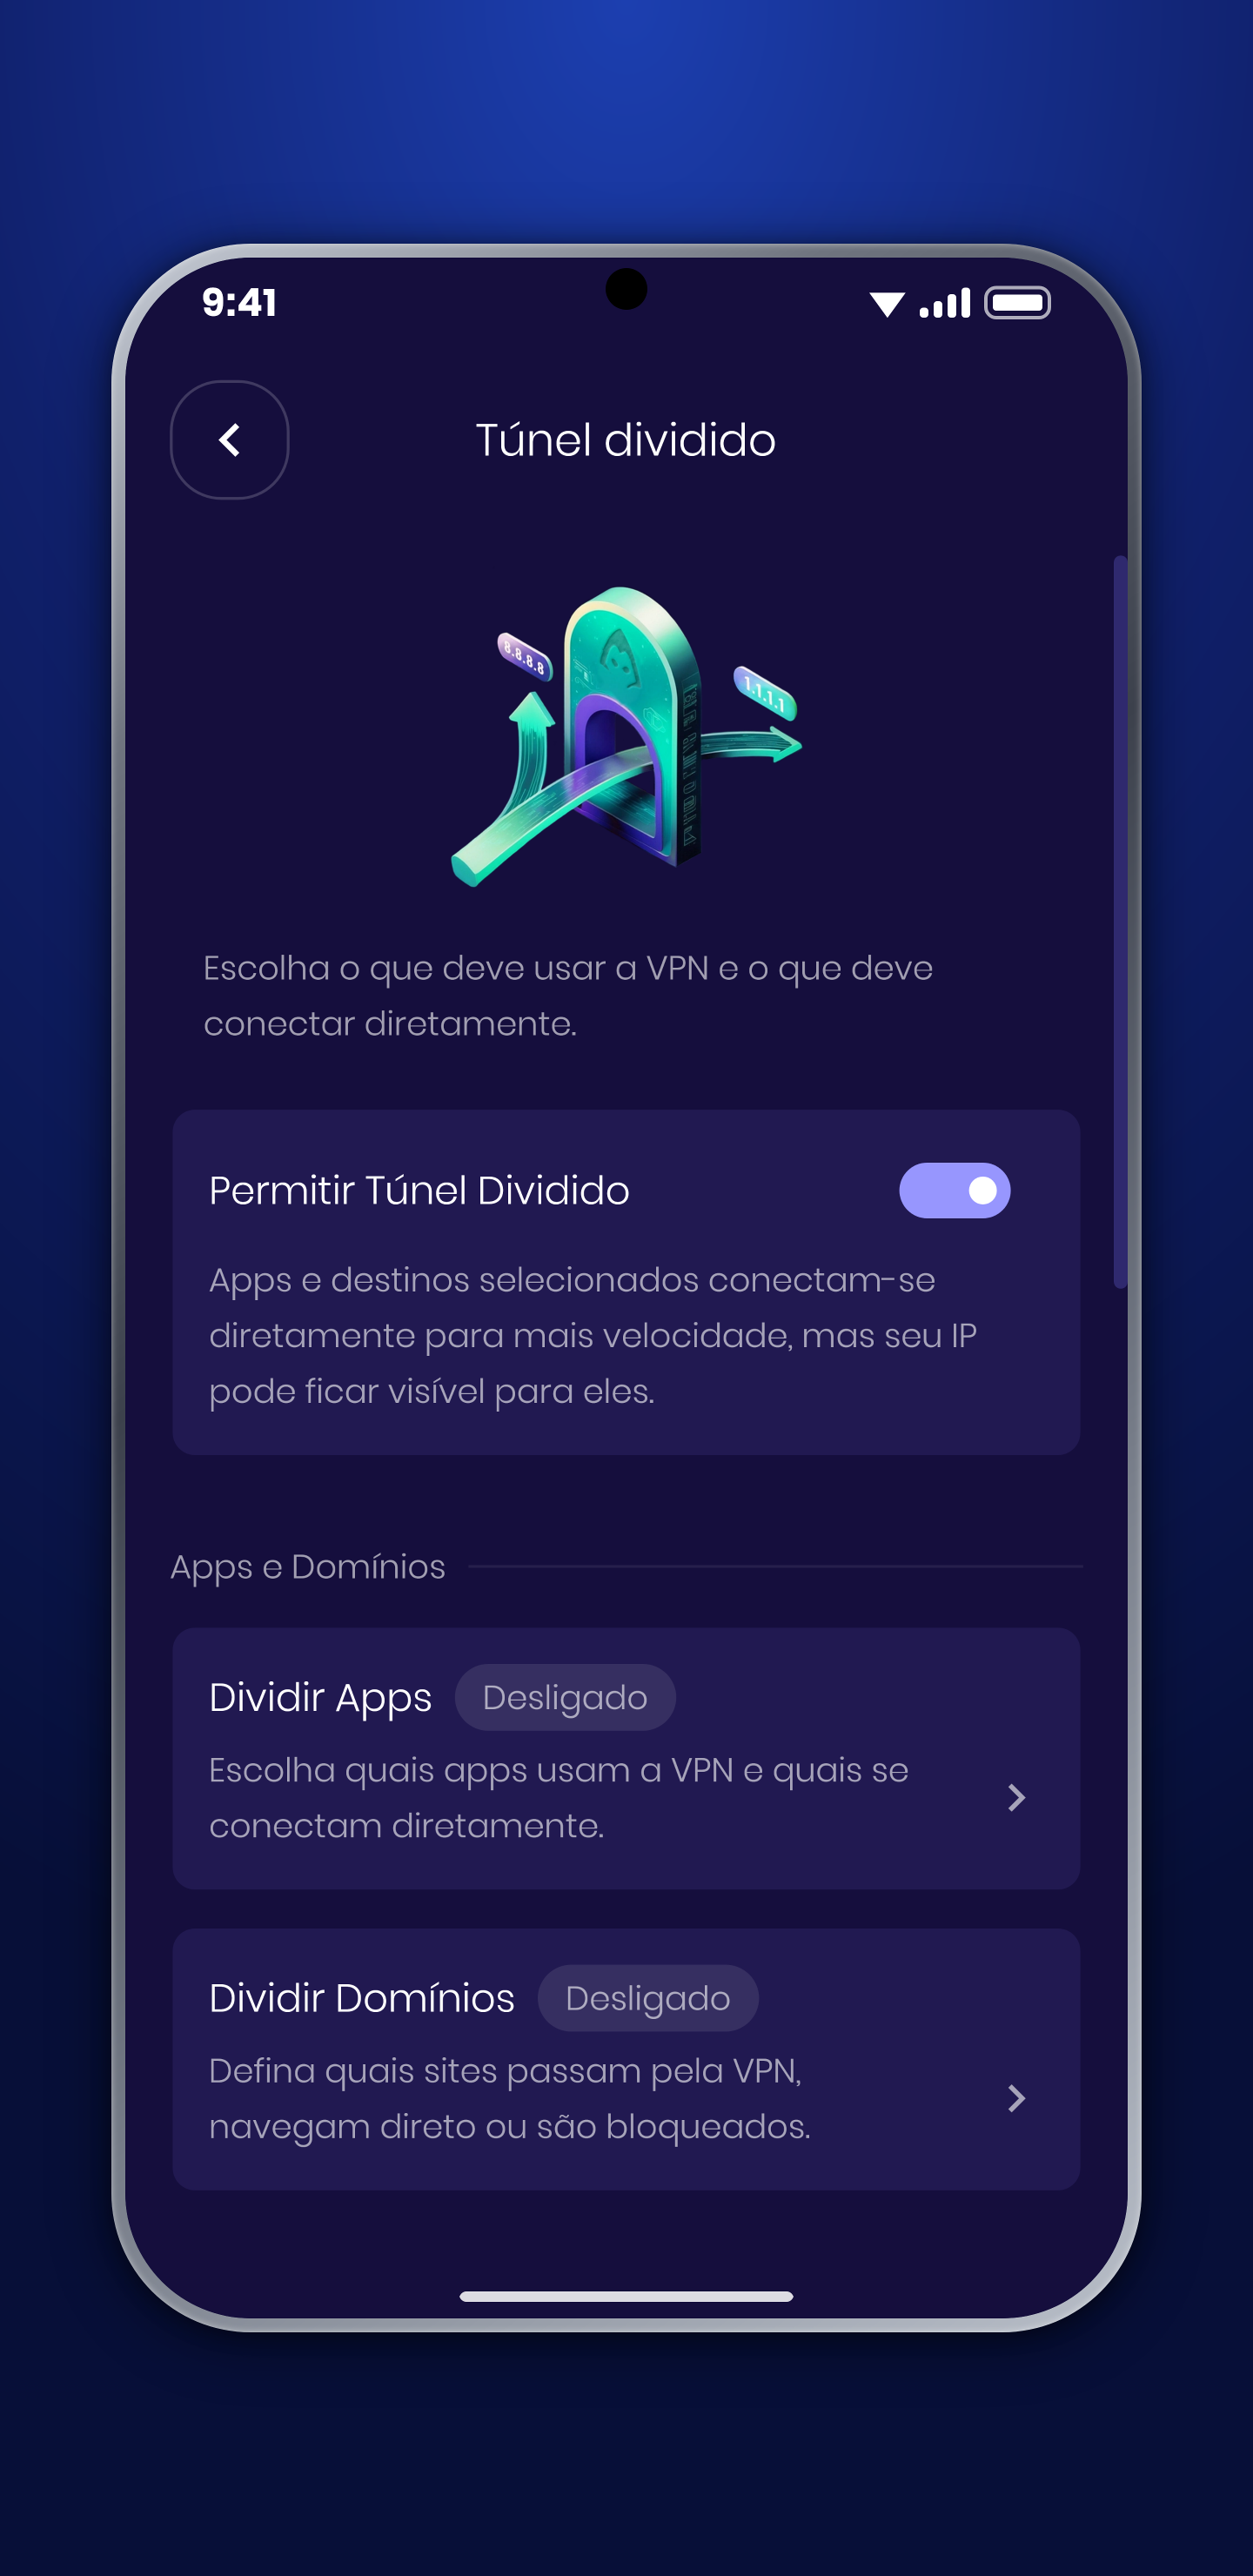 9:41
Túnel dividido
8.8.8.8
1.1.1.1
Escolha o que deve usar a VPN e o que deve
conectar diretamente.
Permitir Túnel Dividido
Apps e destinos selecionados conectam-se
diretamente para mais velocidade, mas seu IP
pode ficar visível para eles.
Apps e Domínios
Dividir Apps Desligado
Escolha quais apps usam a VPN e quais se
conectam diretamente.
Dividir Domínios Desligado
Defina quais sites passam pela VPN,
navegam direto ou são bloqueados.